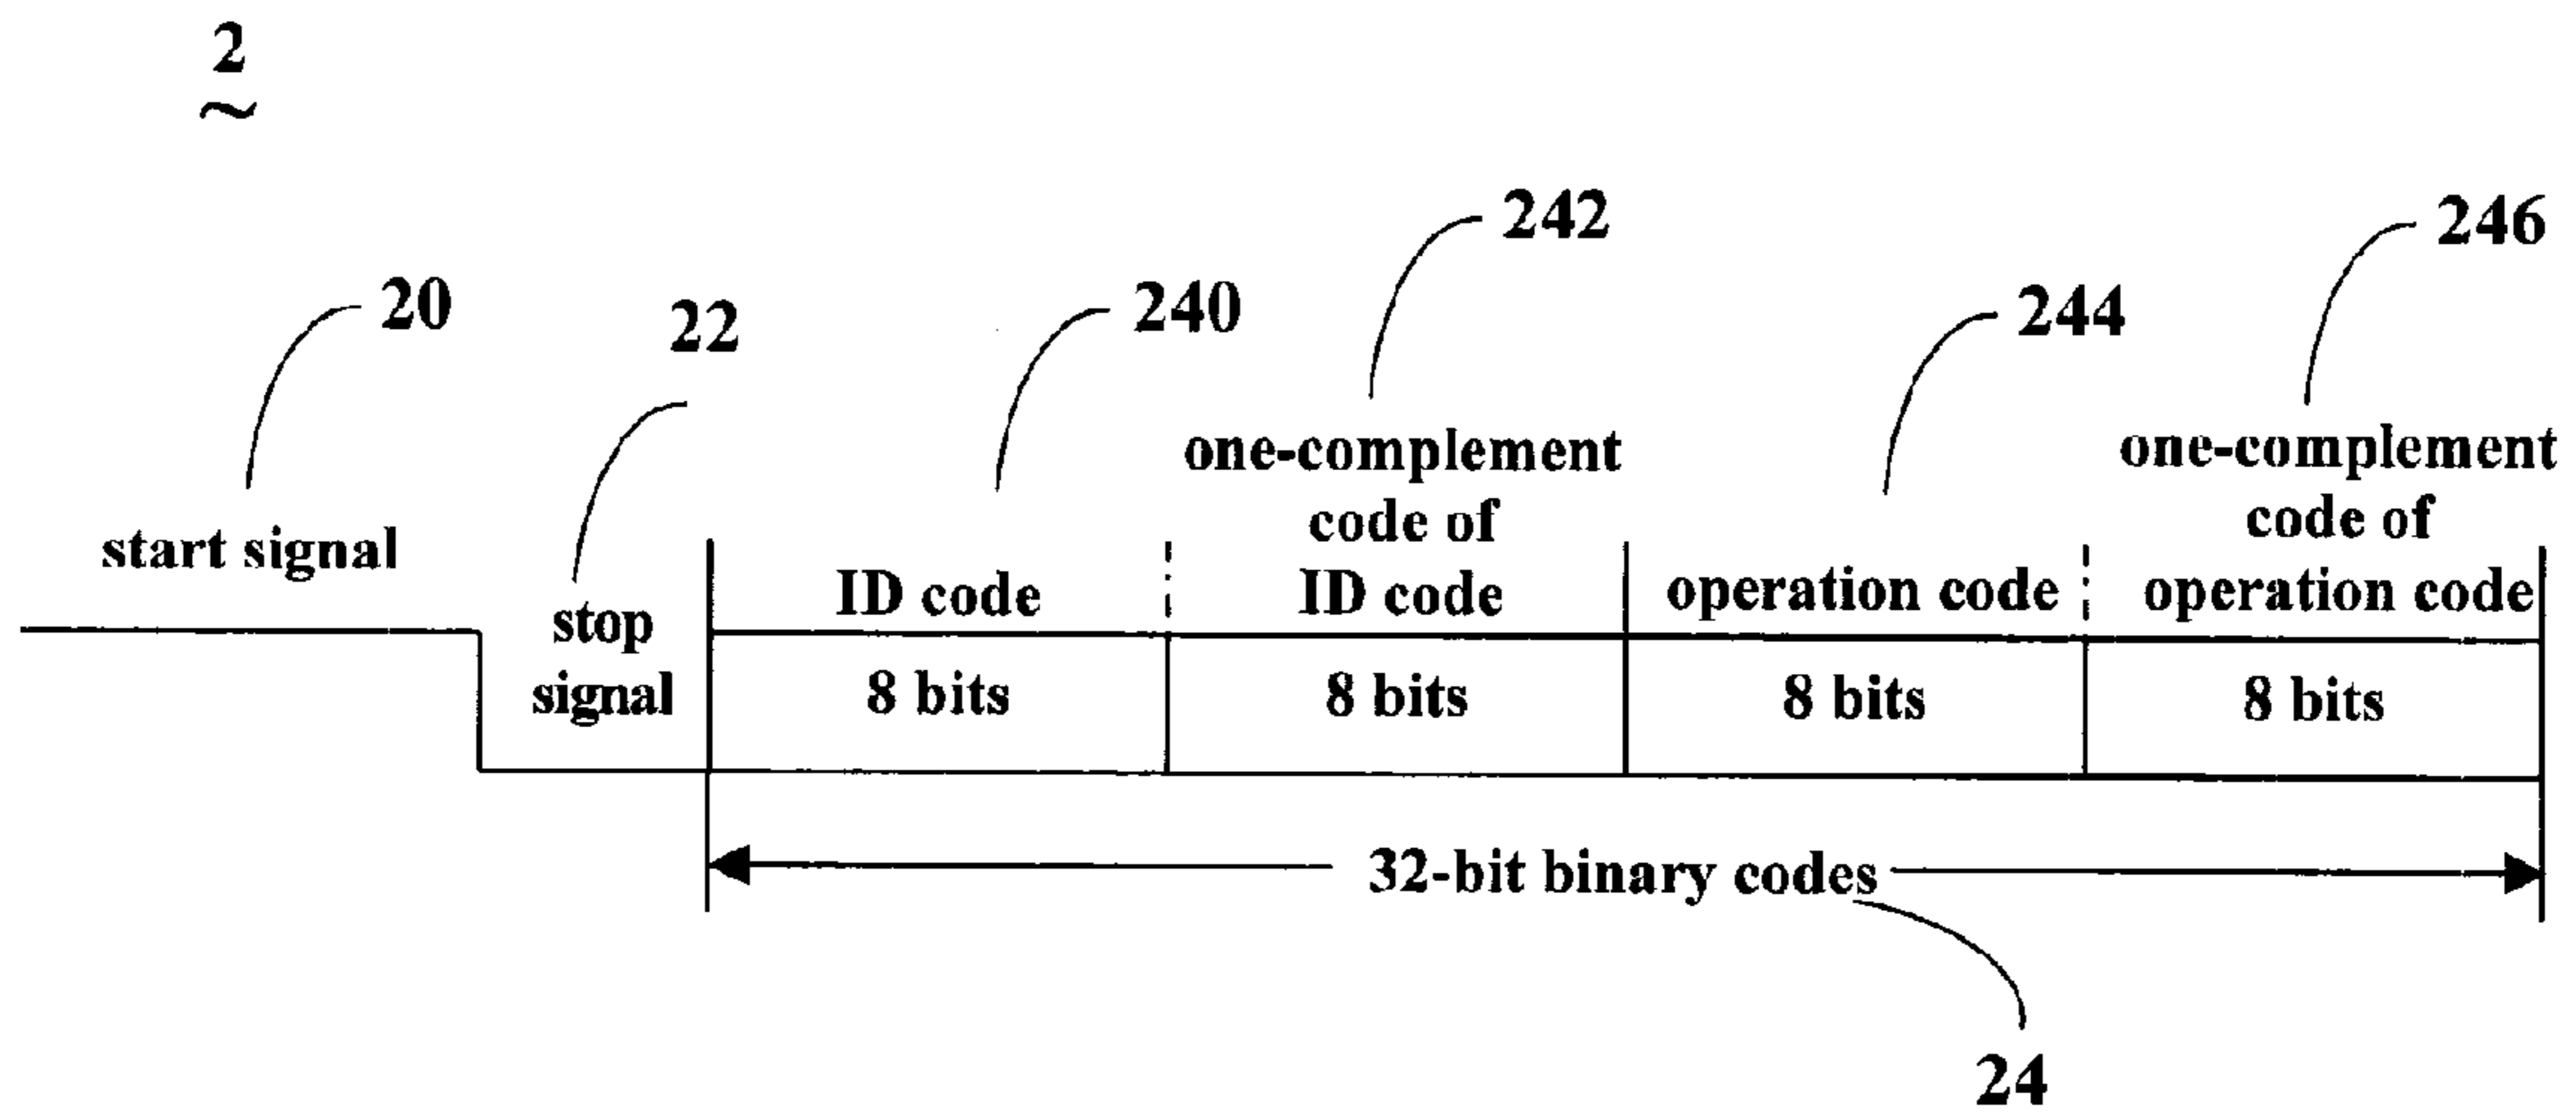 2
242
246
20
240
244
22
one-complement
code of
ID code
one-complement
code of
operation code
start signal
stop
signal
ID code
operation code
8 bits
8 bits
8 bits
8 bits
32-bit binary codes
24